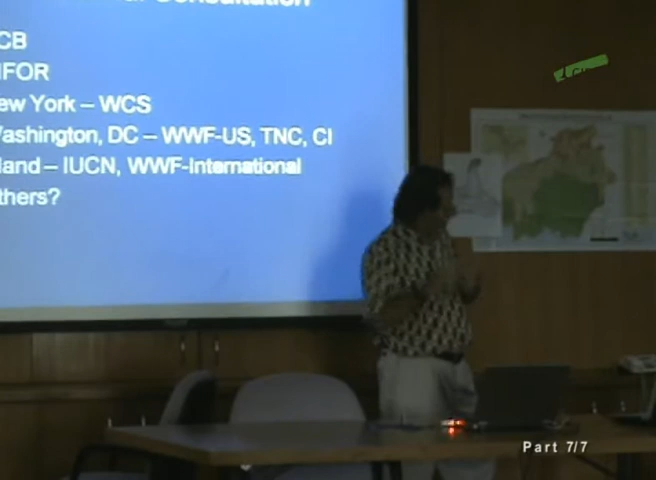 Consultation
CB
IFOR
ew York – WCS
Washington, DC – WWF-US, TNC, CI
land – IUCN, WWF-International
thers?
Part 7/7